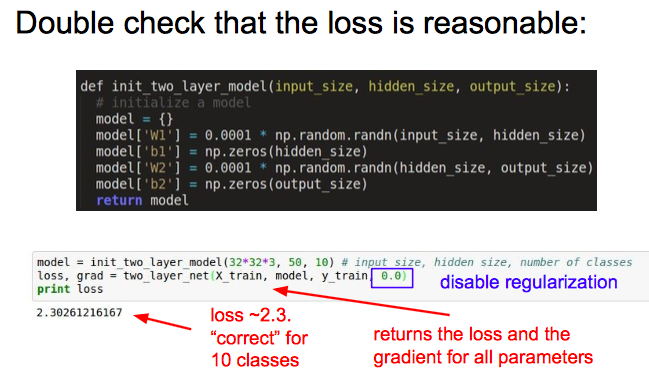 Double check that the loss is reasonable:
def init_two_layer_model(input_size, hidden_size, output_size):
# initialize a model
model = {}
model['W1'] = 0.0001 * np.random.randn(input_size, hidden_size)
model['b1'] = np.zeros(hidden_size)
model['W2'] = 0.0001 * np.random.randn(hidden_size, output_size)
model['b2'] = np.zeros(output_size)
return model
model = init_two_layer_model(32*32*3, 50, 10) # input size, hidden size, number of classes
loss, grad = two_layer_net(X_train, model, y_train, 0.0)
disable regularization
print loss
2.30261216167
loss ~2.3.
“correct” for
10 classes
returns the loss and the
gradient for all parameters